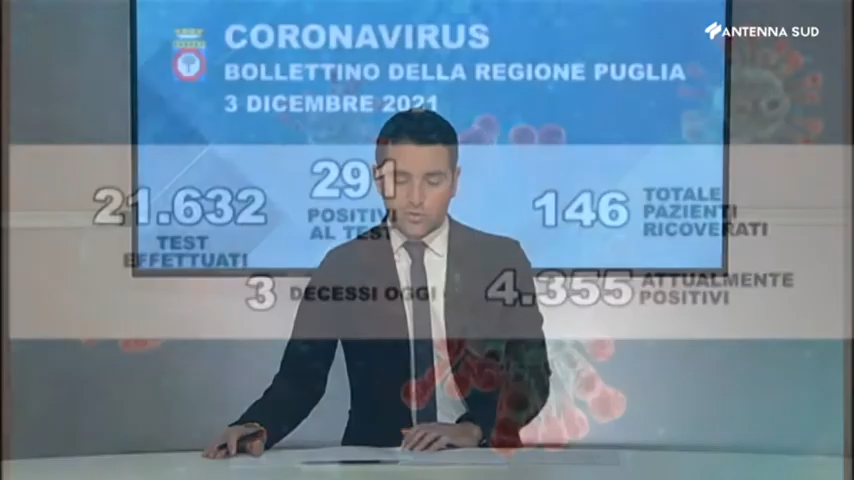 ANTENNA SUD
CORONAVIRUS
BOLLETTINO DELLA REGIONE PUGLIA
3 DICEMBRE 2021
21.632
TEST
EFFETTUATI
291
POSITIVI
AL TEST
146
TOTALE
PAZIENTI
RICOVERATI
3 DECESSI OGGI
4.355
ATTUALMENTE
POSITIVI